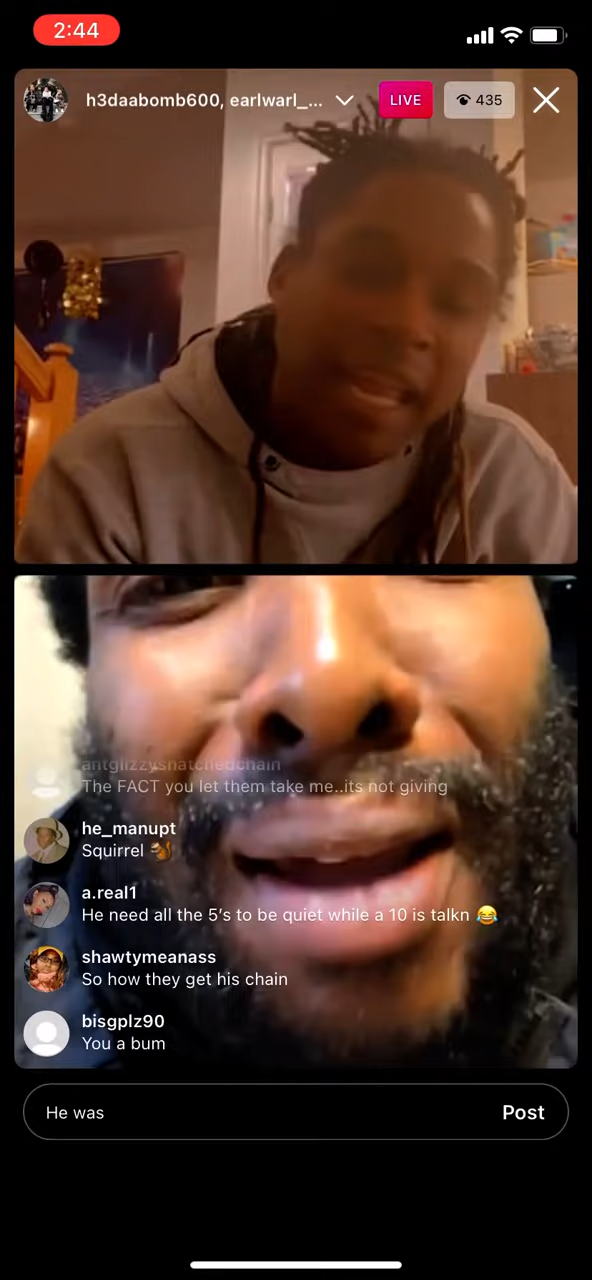 2:44
h3daabomb600, earlwarl_...
LIVE
435
antglizzysnatchedchain
The FACT you let them take me..its not giving
he_manupt
Squirrel 🐿️
a.real1
He need all the 5's to be quiet while a 10 is talkn 😂
shawtymeanass
So how they get his chain
bisgplz90
You a bum
He was
Post